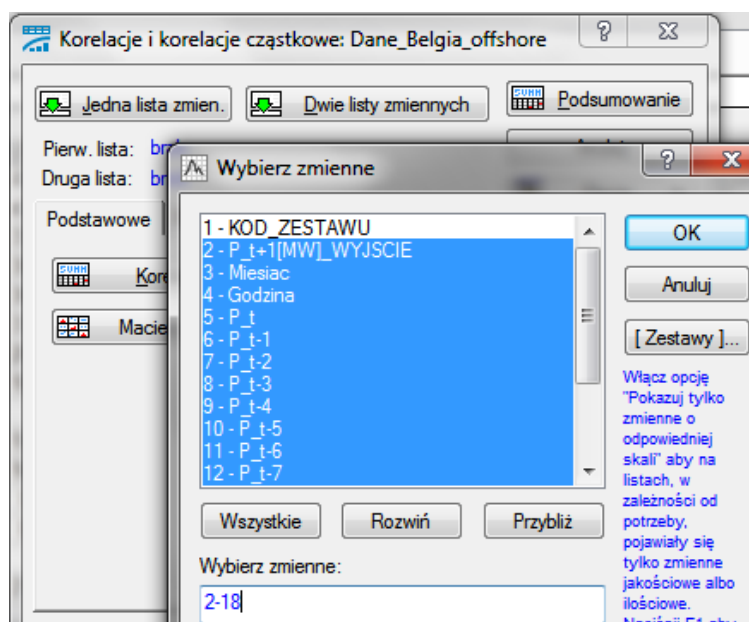 Korelacje i korelacje cząstkowe: Dane_Belgia_offshore
Jedna lista zmien.
Dwie listy zmiennych
Podsumowanie
Pierw. lista:
Druga lista:
Wybierz zmienne
Podstawowe
1 - KOD_ZESTAWU
2 - P_t+1[MW]_WYJSCIE
3 - Miesiac
4 - Godzina
5 - P_t
6 - P_t-1
7 - P_t-2
8 - P_t-3
9 - P_t-4
10 - P_t-5
11 - P_t-6
12 - P_t-7
OK
Anuluj
[ Zestawy ]...
Włącz opcję
"Pokazuj tylko
zmienne o
odpowiedniej
skali" aby na
listach, w
zależności od
potrzeby,
pojawiały się
tylko zmienne
jakościowe albo
ilościowe.
Wszystkie
Rozwiń
Przybliż
Wybierz zmienne:
2-18